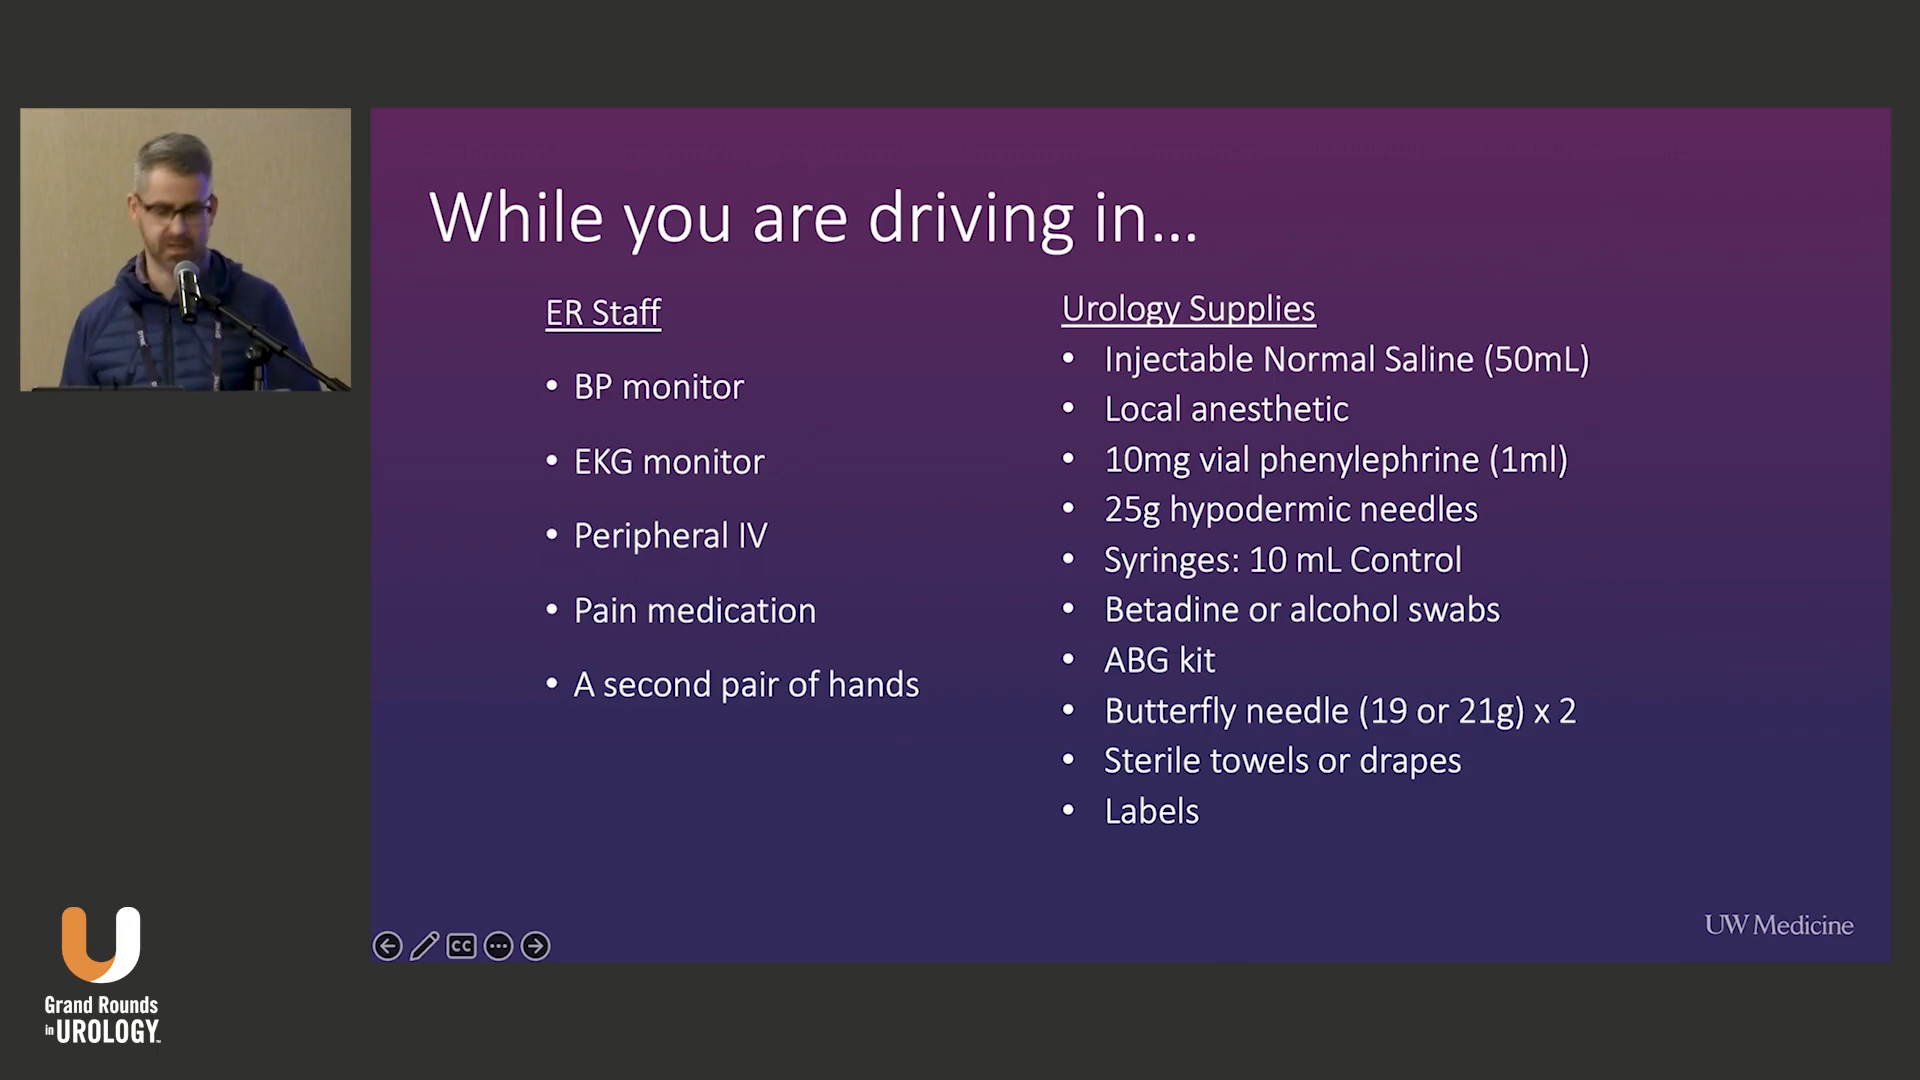 While you are driving in...
ER Staff
• BP monitor
• EKG monitor
• Peripheral IV
• Pain medication
• A second pair of hands
Urology Supplies
• Injectable Normal Saline (50mL)
• Local anesthetic
• 10mg vial phenylephrine (1ml)
• 25g hypodermic needles
• Syringes: 10 mL Control
• Betadine or alcohol swabs
• ABG kit
• Butterfly needle (19 or 21g) x 2
• Sterile towels or drapes
• Labels
UW Medicine
CC
Grand Rounds
in UROLOGY™